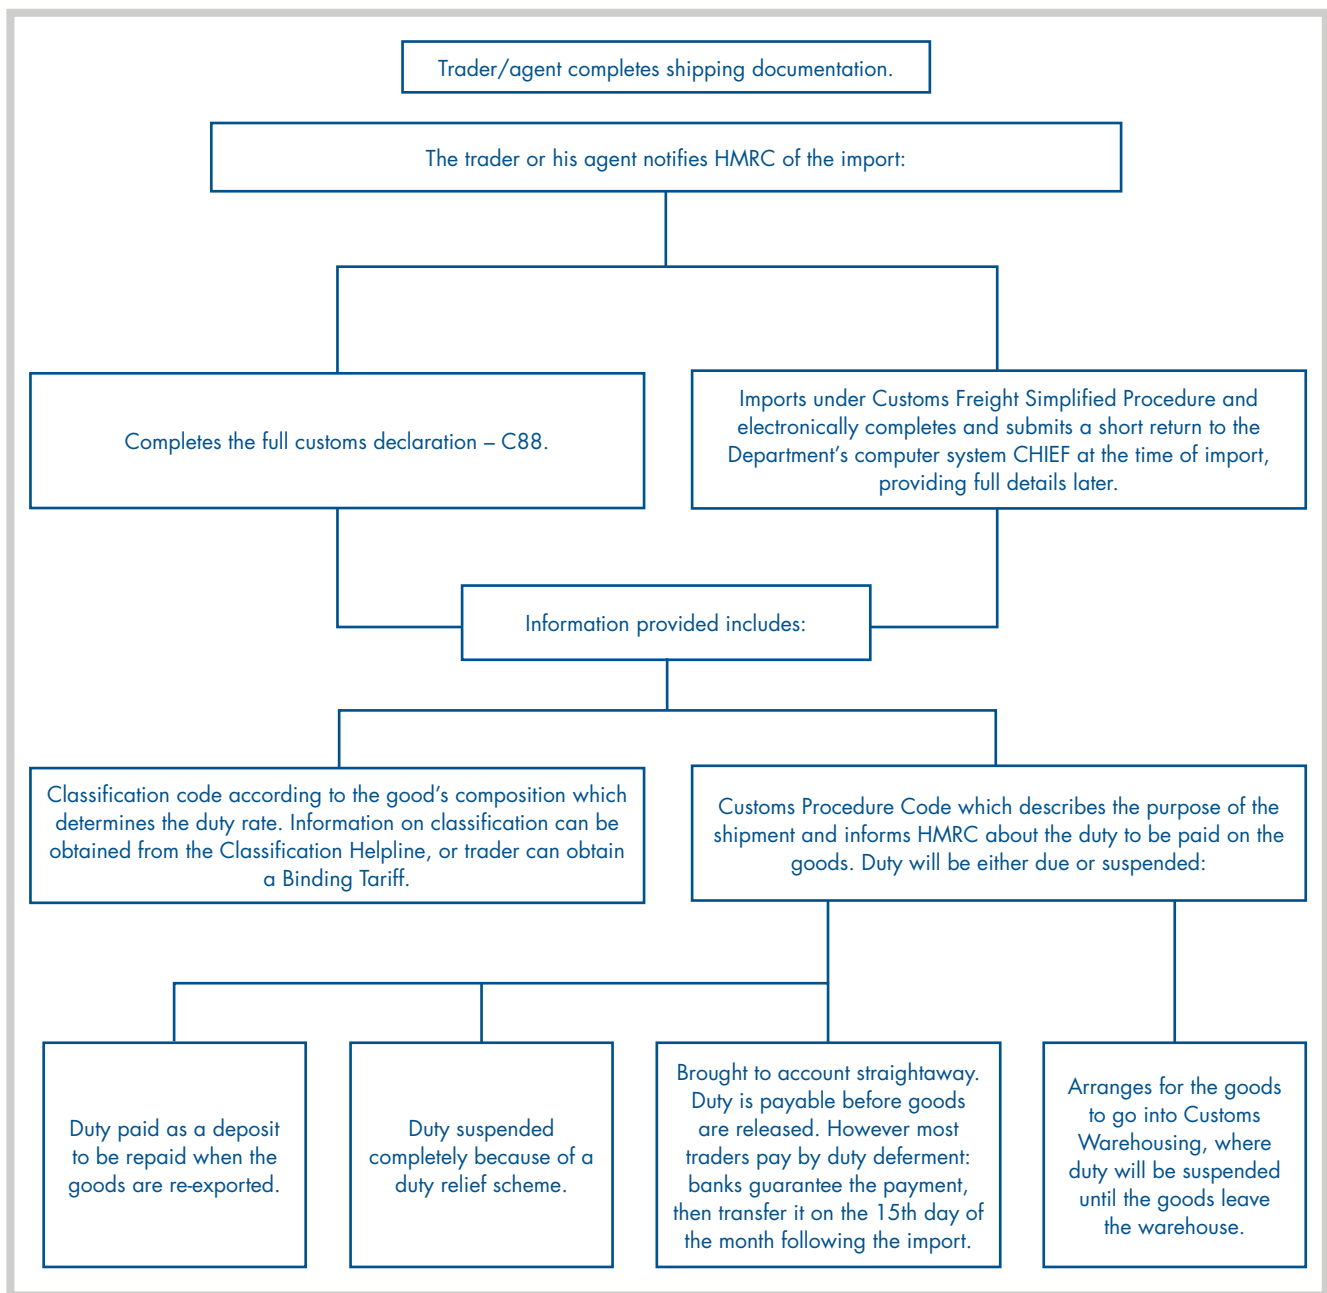 Trader/agent completes shipping documentation.
The trader or his agent notifies HMRC of the import:
Completes the full customs declaration – C88.
Imports under Customs Freight Simplified Procedure and
electronically completes and submits a short return to the
Department's computer system CHIEF at the time of import,
providing full details later.
Information provided includes:
Classification code according to the good's composition which
determines the duty rate. Information on classification can be
obtained from the Classification Helpline, or trader can obtain
a Binding Tariff.
Customs Procedure Code which describes the purpose of the
shipment and informs HMRC about the duty to be paid on the
goods. Duty will be either due or suspended:
Duty paid as a deposit
to be repaid when the
goods are re-exported.
Duty suspended
completely because of a
duty relief scheme.
Brought to account straightaway.
Duty is payable before goods
are released. However most
traders pay by duty deferment:
banks guarantee the payment,
then transfer it on the 15th day of
the month following the import.
Arranges for the goods
to go into Customs
Warehousing, where
duty will be suspended
until the goods leave
the warehouse.